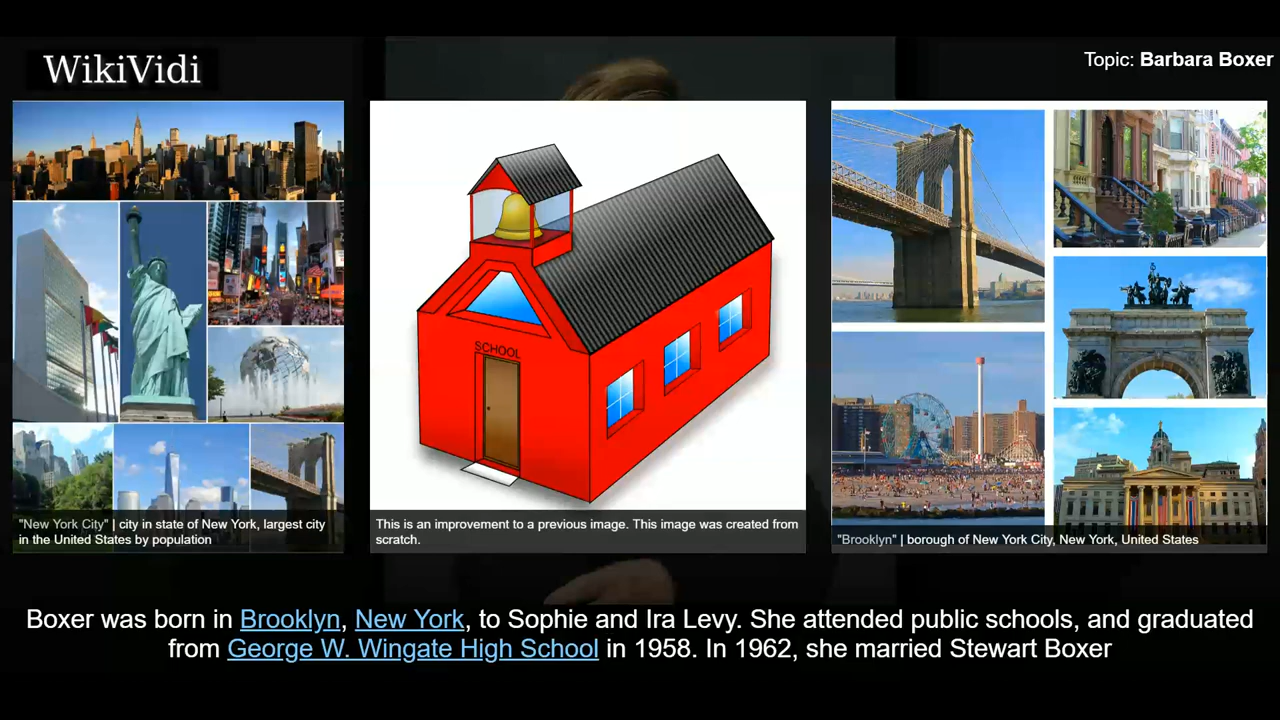 WikiVidi
Topic: Barbara Boxer
SCHOOL
"New York City" | city in state of New York, largest city
in the United States by population
This is an improvement to a previous image. This image was created from
scratch.
"Brooklyn" | borough of New York City, New York, United States
Boxer was born in Brooklyn, New York, to Sophie and Ira Levy. She attended public schools, and graduated
from George W. Wingate High School in 1958. In 1962, she married Stewart Boxer